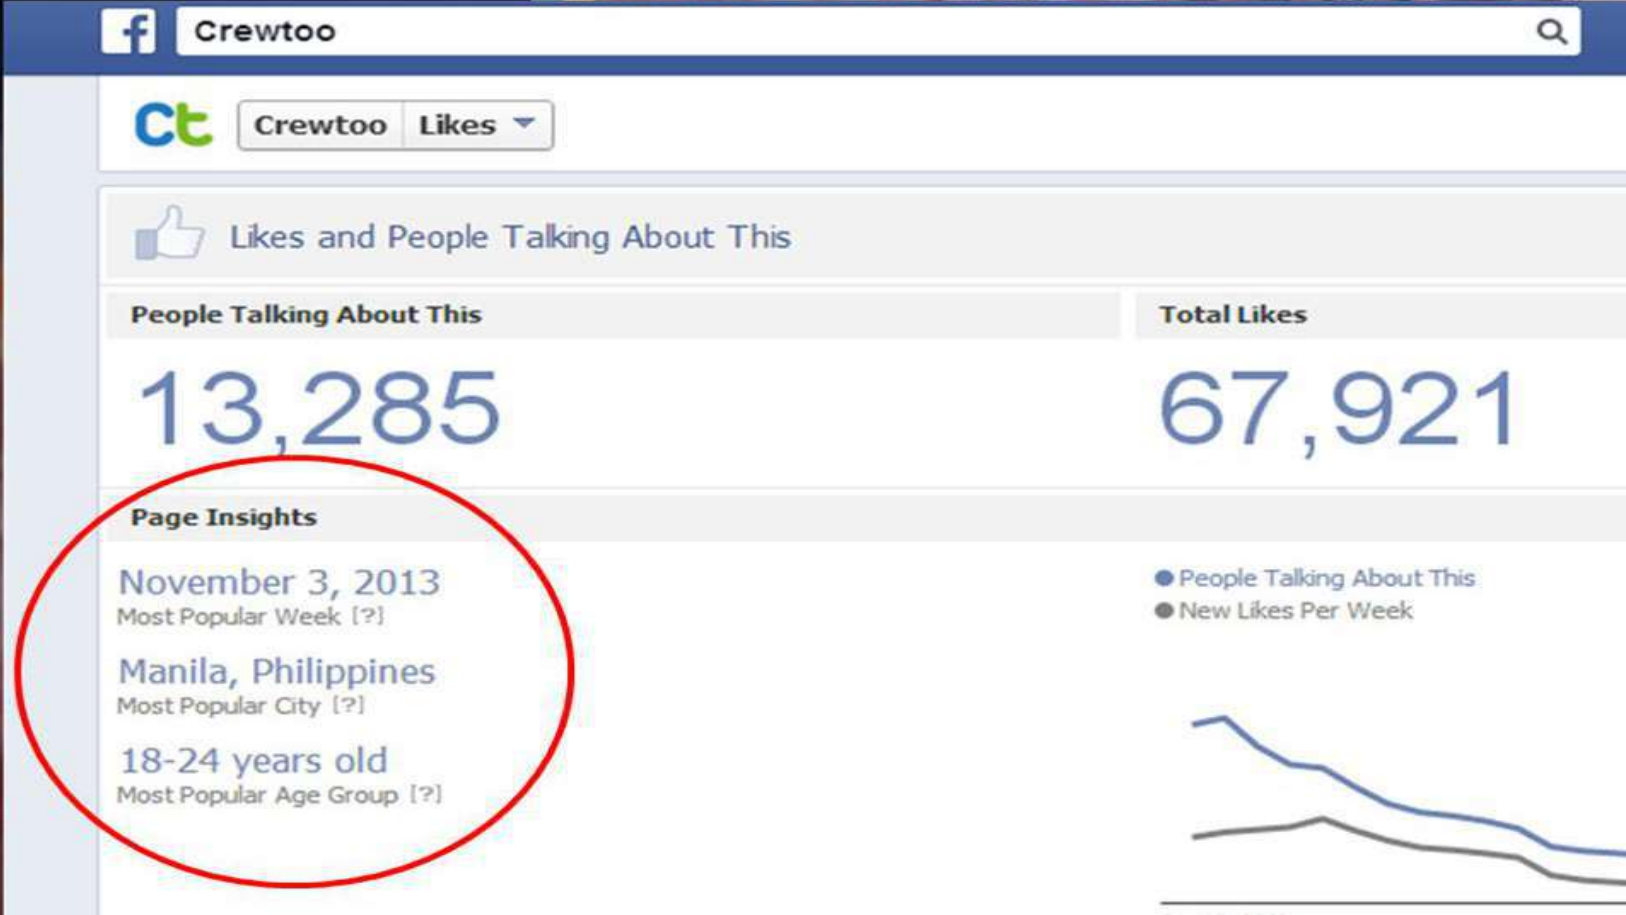 f Crewtoo
Ct Crewtoo Likes
Likes and People Talking About This
People Talking About This
Total Likes
13,285
67,921
Page Insights
November 3, 2013
Most Popular Week [?]
Manila, Philippines
Most Popular City [?]
18-24 years old
Most Popular Age Group [?]
People Talking About This
New Likes Per Week